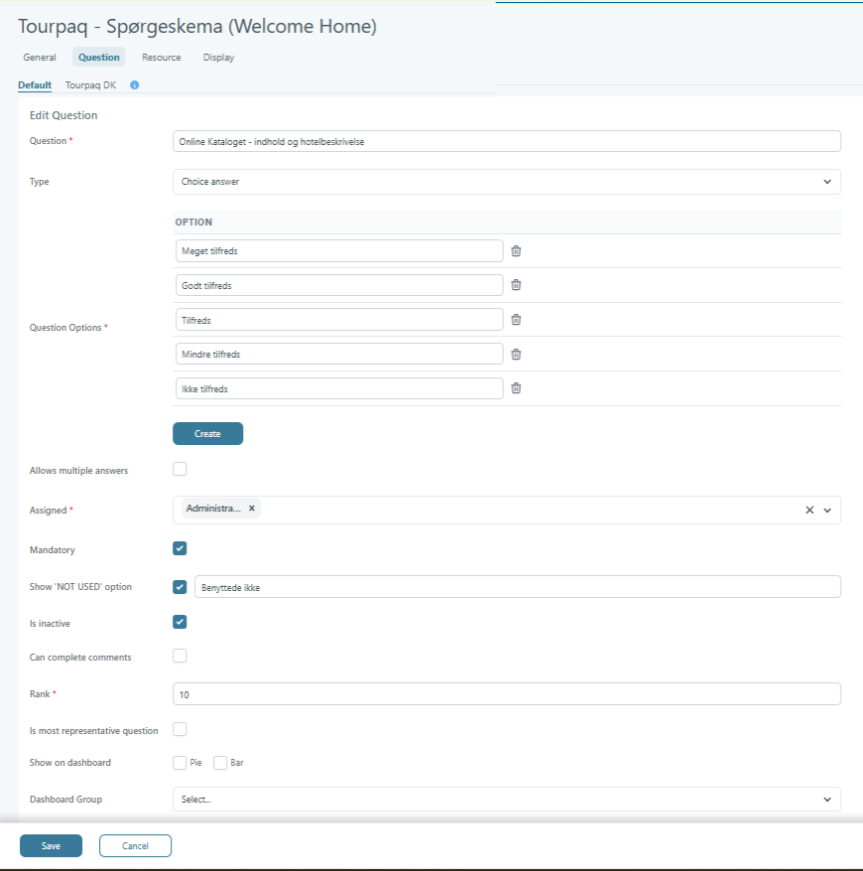 Tourpaq - Spørgeskema (Welcome Home)
General Question Resource Display
Default Tourpaq DK
Edit Question
Question * Online Kataloget - indhold og hotelbeskrivelse
Type Choice answer
OPTION
Meget tilfreds
Godt tilfreds
Question Options * Tilfreds
Mindre tilfreds
Ikke tilfreds
Create
Allows multiple answers
Assigned * Administra... x
Mandatory
Show 'NOT USED' option Benyttede ikke
Is inactive
Can complete comments
Rank * 10
Is most representative question
Show on dashboard Pie Bar
Dashboard Group Select...
Save Cancel